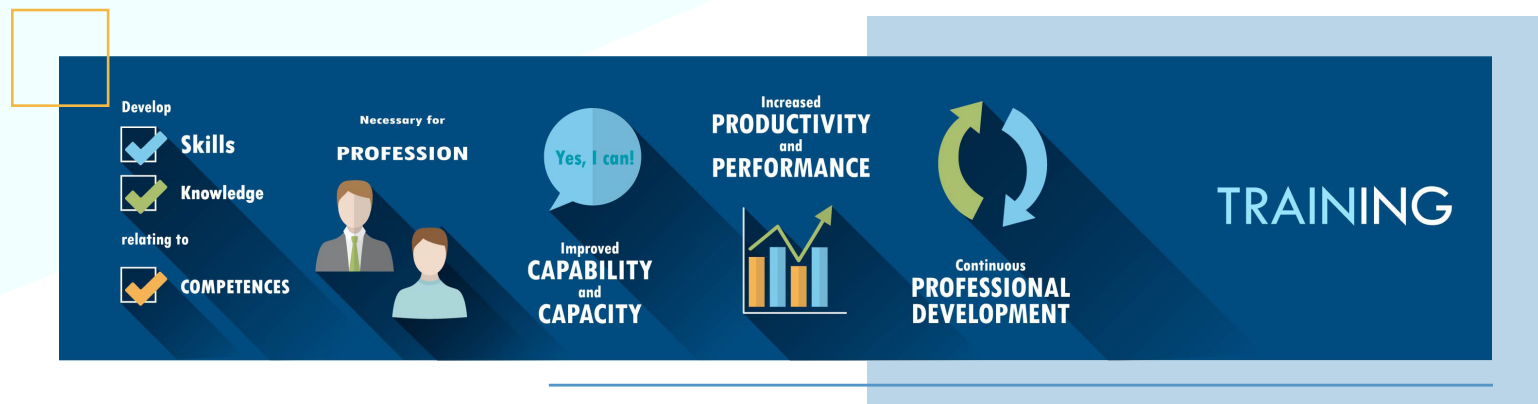 Develop
Skills
Knowledge
relating to
COMPETENCES
Necessary for
PROFESSION
Yes, I can!
Improved
CAPABILITY
and
CAPACITY
Increased
PRODUCTIVITY
and
PERFORMANCE
Continuous
PROFESSIONAL
DEVELOPMENT
TRAINING